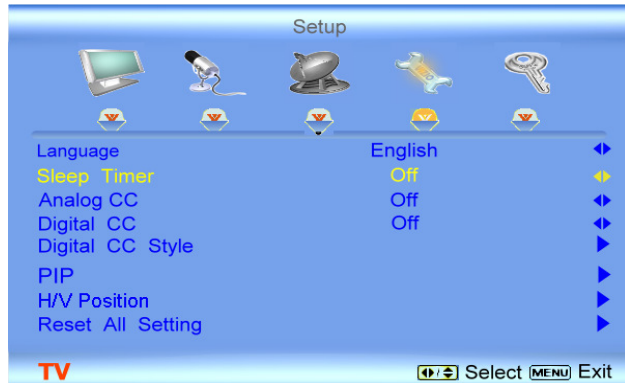 Setup
Language English
Sleep Timer Off
Analog CC Off
Digital CC Off
Digital CC Style
PIP
H/V Position
Reset All Setting
TV Select MENU Exit